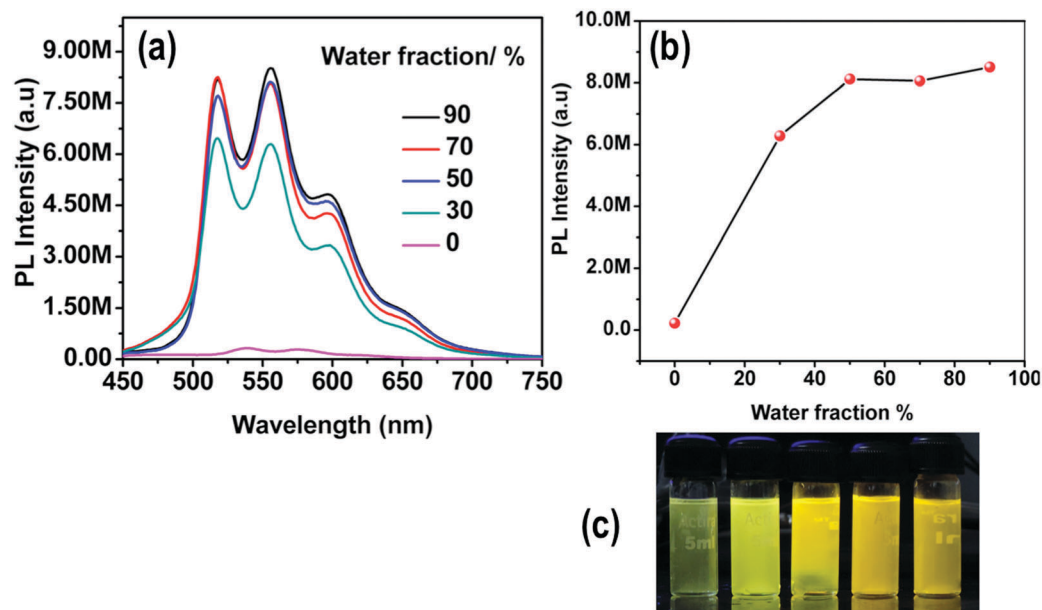 (a)
Water fraction/ %
90
70
50
30
0
9.00M
7.50M
6.00M
4.50M
3.00M
1.50M
0.00
PL Intensity (a.u)
450 500 550 600 650 700 750
Wavelength (nm)
(b)
10.0M
8.0M
6.0M
4.0M
2.0M
0.0
PL Intensity (a.u)
0 20 40 60 80 100
Water fraction %
(c)
5ml